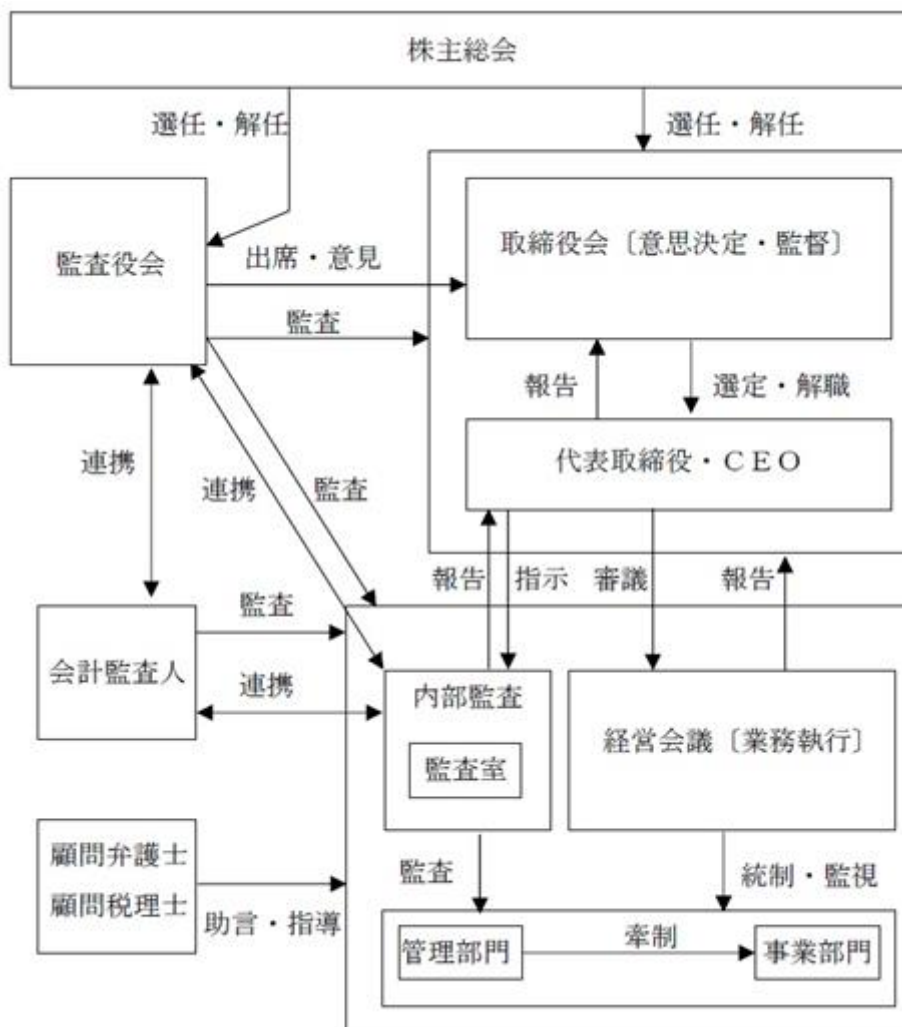 株主総会
選任・解任
選任・解任
監査役会
取締役会〔意思決定・監督〕
出席・意見
監査
報告
選定・解職
代表取締役・ＣＥＯ
連携
連携
監査
報告
指示
審議
報告
会計監査人
監査
連携
内部監査
監査室
経営会議〔業務執行〕
顧問弁護士
顧問税理士
助言・指導
監査
統制・監視
管理部門
牽制
事業部門